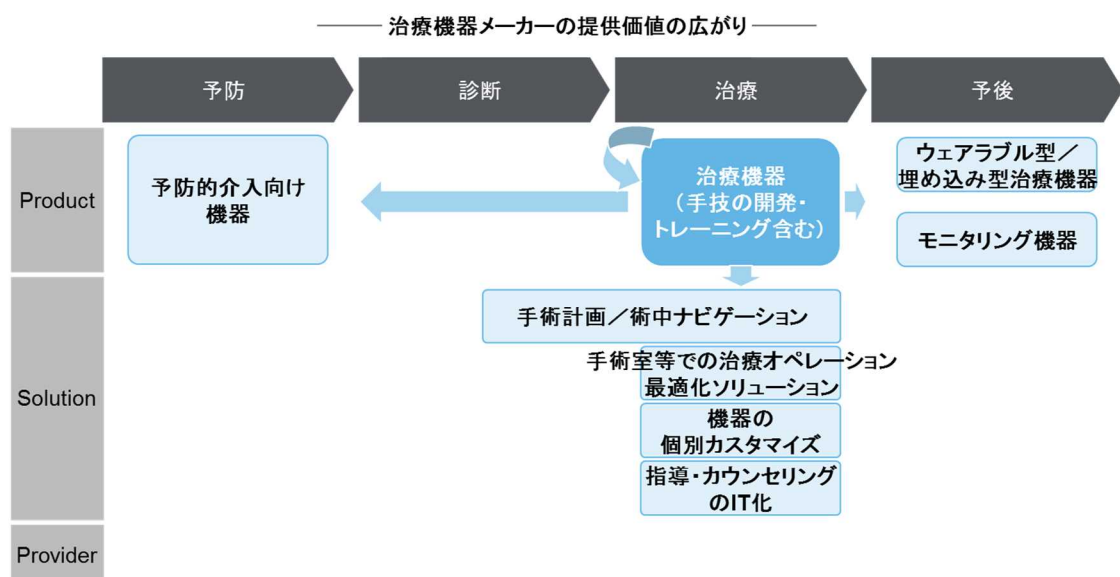 治療機器メーカーの提供価値の広がり
予防
診断
治療
予後
Product
予防的介入向け
機器
治療機器
（手技の開発・
トレーニング含む）
ウェアラブル型／
埋め込み型治療機器
モニタリング機器
Solution
手術計画／術中ナビゲーション
手術室等での治療オペレーション
最適化ソリューション
機器の
個別カスタマイズ
指導・カウンセリング
のIT化
Provider